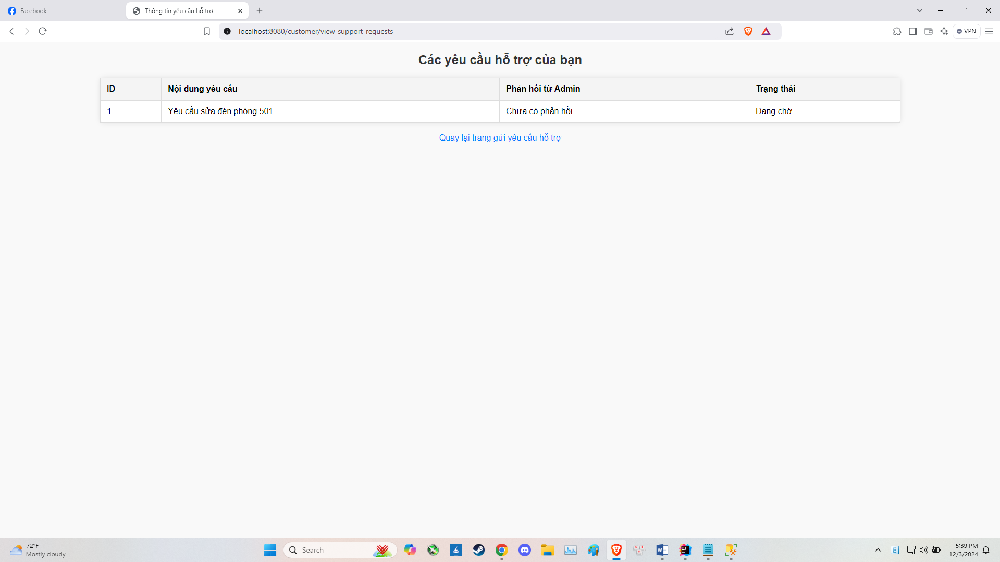 Facebook
Thông tin yêu cầu hỗ trợ
localhost:8080/customer/view-support-requests
VPN
Các yêu cầu hỗ trợ của bạn
ID Nội dung yêu cầu Phản hồi từ Admin Trạng thái
1 Yêu cầu sửa đèn phòng 501 Chưa có phản hồi Đang chờ
Quay lại trang gửi yêu cầu hỗ trợ
72°F
Mostly cloudy
Search
5:39 PM
12/3/2024